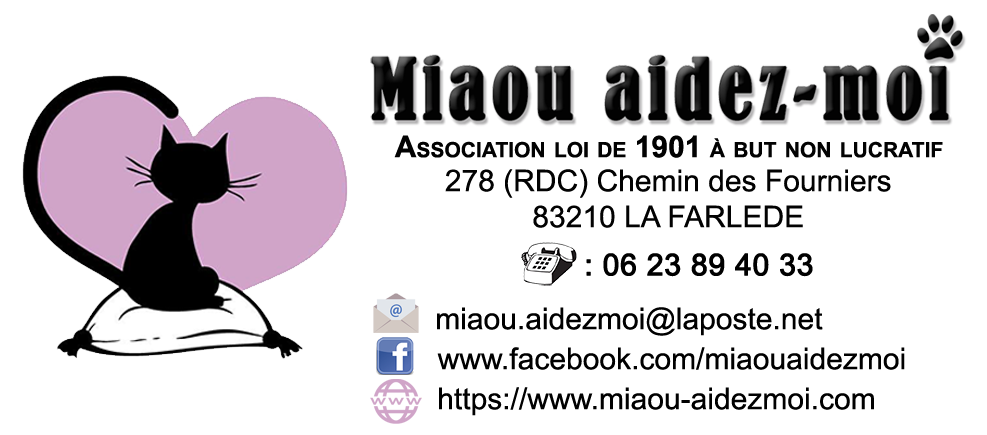 Miaou aidez-moi
Association loi de 1901 à but non lucratif
278 (RDC) Chemin des Fourniers
83210 LA FARLEDE
: 06 23 89 40 33
@ miaou.aidezmoi@laposte.net
f www.facebook.com/miaouaidezmoi
WWW https://www.miaou-aidezmoi.com